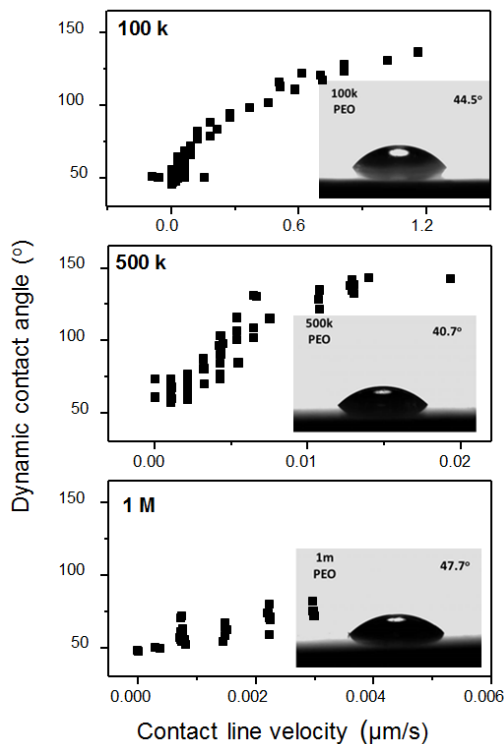 Dynamic contact angle (°)
100 k
150
100
50
0.0
0.6
1.2
100k
PEO
44.5°
500 k
150
100
50
0.00
0.01
0.02
500k
PEO
40.7°
1 M
150
100
50
0.000
0.002
0.004
0.006
1m
PEO
47.7°
Contact line velocity (µm/s)